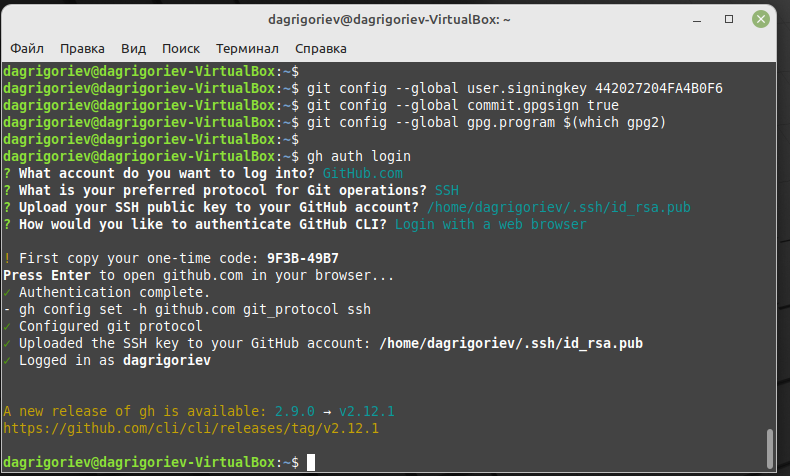 dagrigoriev@dagrigoriev-VirtualBox: ~
Файл Правка Вид Поиск Терминал Справка
dagrigoriev@dagrigoriev-VirtualBox:~$
dagrigoriev@dagrigoriev-VirtualBox:~$ git config --global user.signingkey 442027204FA4B0F6
dagrigoriev@dagrigoriev-VirtualBox:~$ git config --global commit.gpgsign true
dagrigoriev@dagrigoriev-VirtualBox:~$ git config --global gpg.program $(which gpg2)
dagrigoriev@dagrigoriev-VirtualBox:~$
dagrigoriev@dagrigoriev-VirtualBox:~$ gh auth login
? What account do you want to log into? GitHub.com
? What is your preferred protocol for Git operations? SSH
? Upload your SSH public key to your GitHub account? /home/dagrigoriev/.ssh/id_rsa.pub
? How would you like to authenticate GitHub CLI? Login with a web browser
! First copy your one-time code: 9F3B-49B7
Press Enter to open github.com in your browser...
✓ Authentication complete.
- gh config set -h github.com git_protocol ssh
✓ Configured git protocol
✓ Uploaded the SSH key to your GitHub account: /home/dagrigoriev/.ssh/id_rsa.pub
✓ Logged in as dagrigoriev
A new release of gh is available: 2.9.0 → v2.12.1
https://github.com/cli/cli/releases/tag/v2.12.1
dagrigoriev@dagrigoriev-VirtualBox:~$